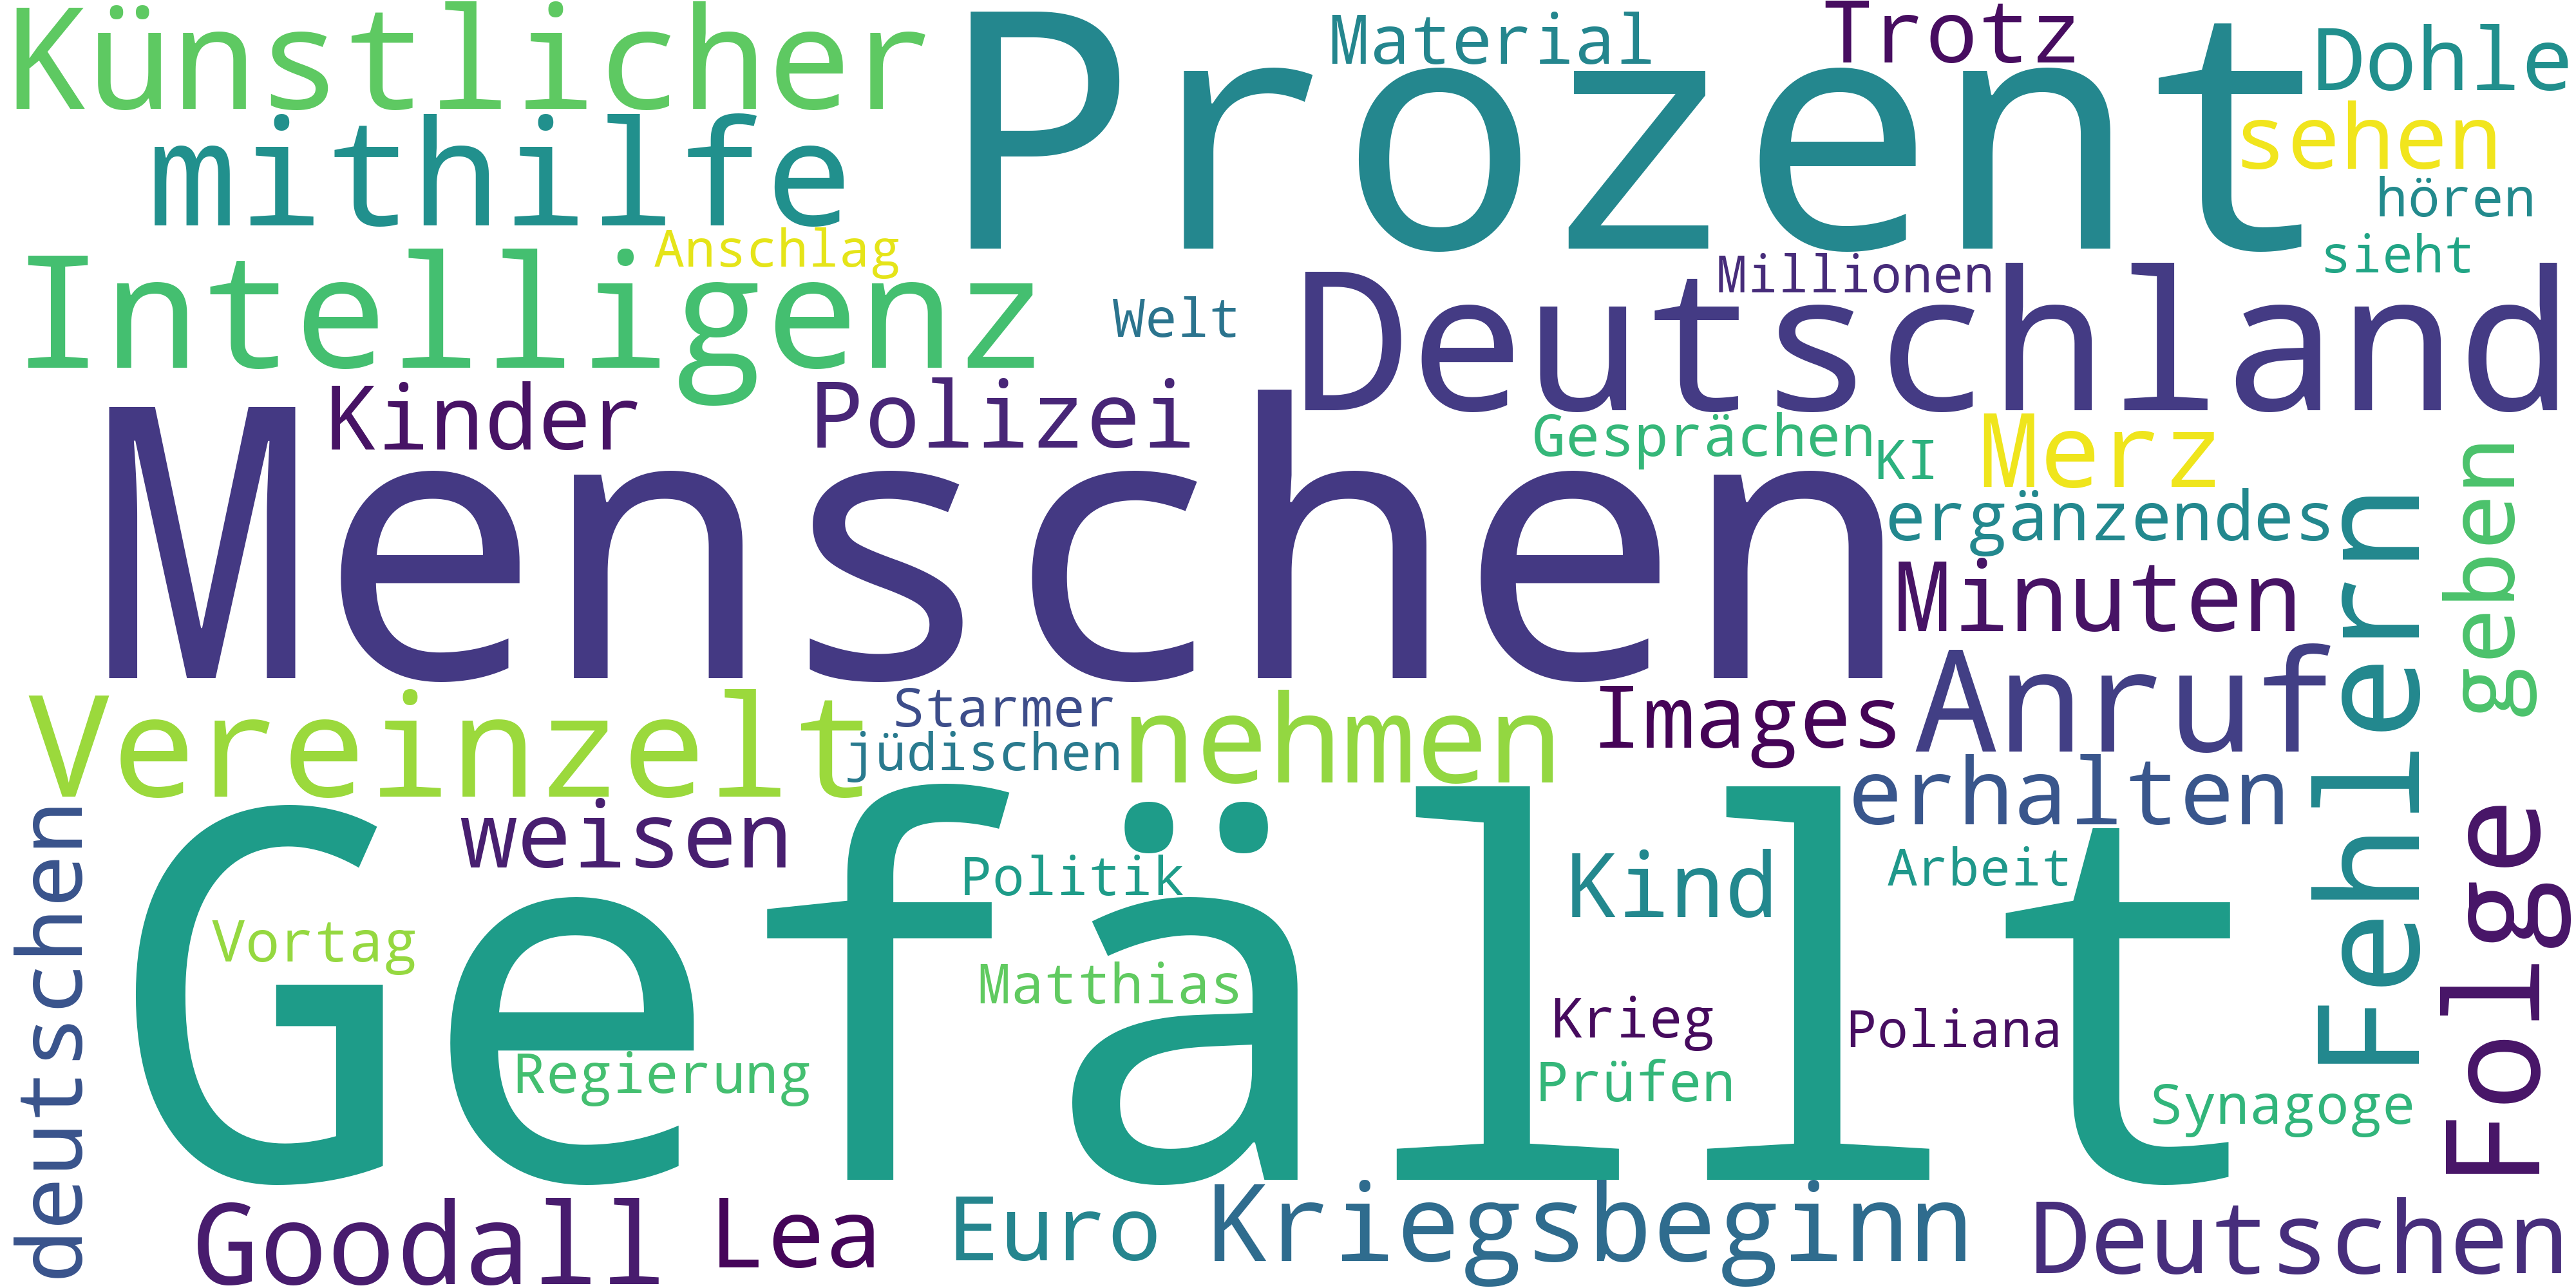 Künstlicher
Prozent
Material
Trotz
Dohle
mithilfe
sehen
hören
Intelligenz
Anschlag
Welt
Millionen
sieht
Deutschland
Kinder
Polizei
Gesprächen
KI
Merz
Menschen
ergänzendes
Minuten
Fehlern
geben
Vereinzelt
Starmer
jüdischen
nehmen
Images
Anruf
erhalten
deutschen
weisen
Politik
Kind
Arbeit
Folge
Gefällt
Vortag
Matthias
Krieg
Poliana
Regierung
Prüfen
Synagoge
Goodall
Lea
Euro
Kriegsbeginn
Deutschen